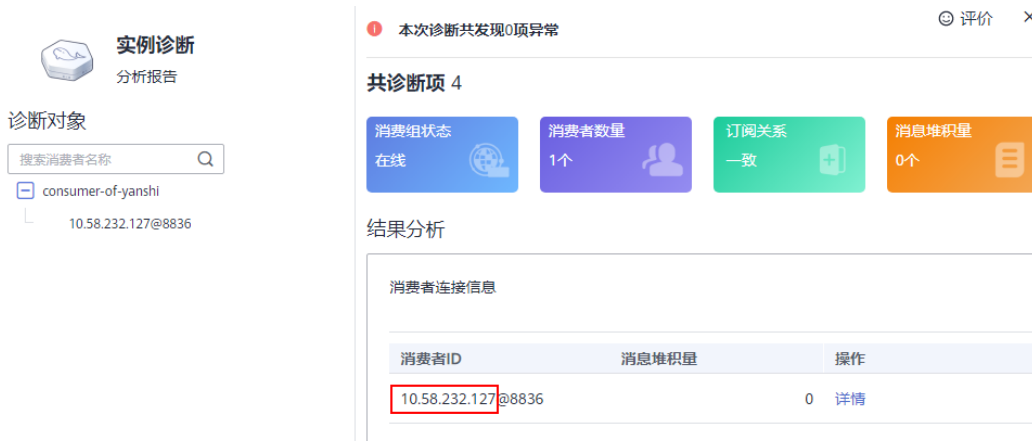 实例诊断
分析报告
诊断对象
搜索消费者名称
consumer-of-yanshi
10.58.232.127@8836
本次诊断共发现0项异常
评价
共诊断项 4
消费组状态
在线
消费者数量
1个
订阅关系
一致
消息堆积量
0个
结果分析
消费者连接信息
消费者ID 消息堆积量 操作
10.58.232.127@8836 0 详情